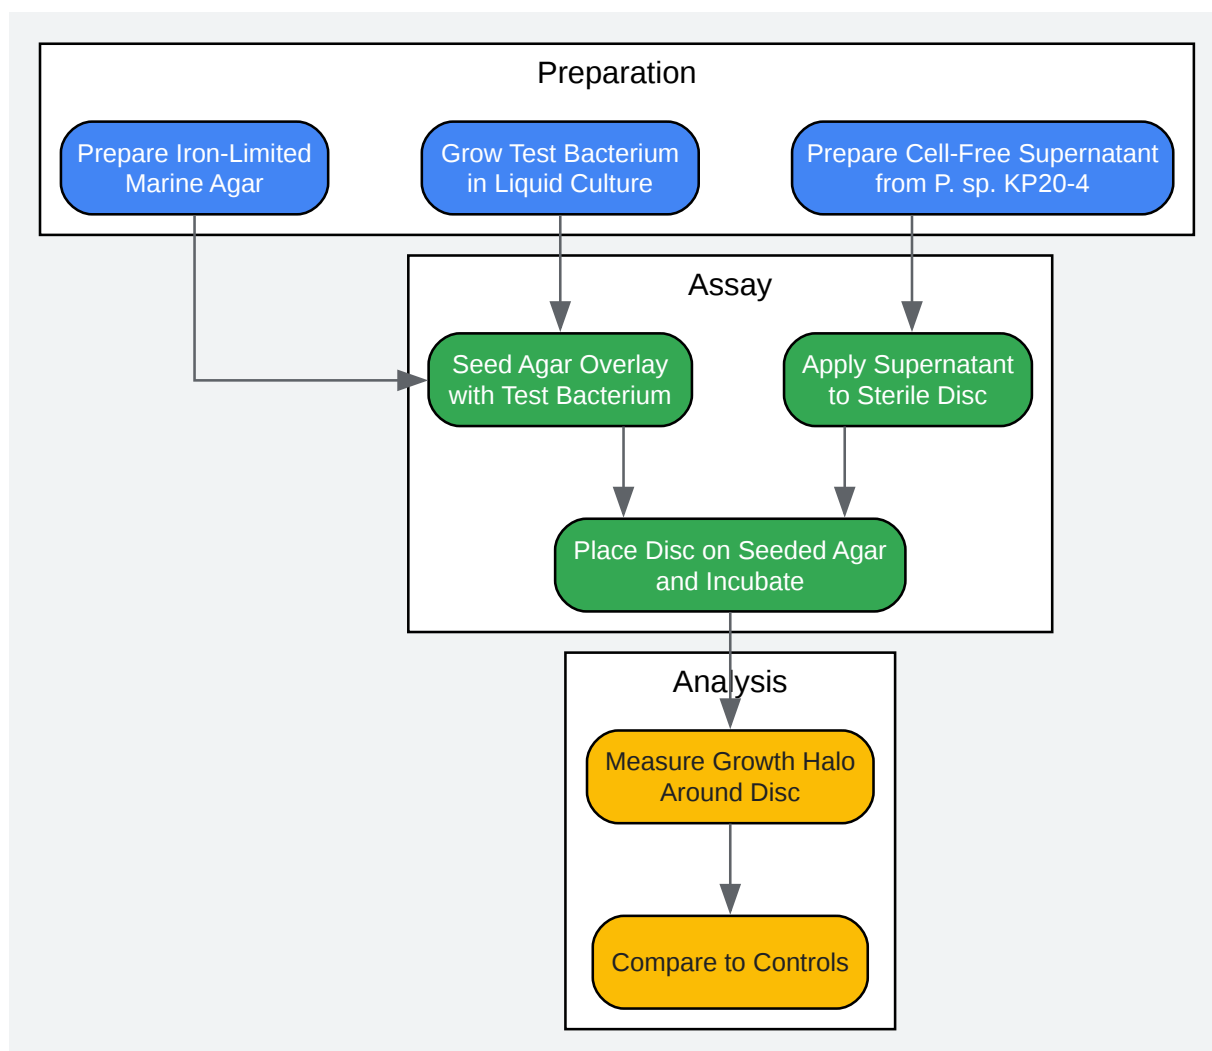 Preparation
Prepare Iron-Limited
Marine Agar
Grow Test Bacterium
in Liquid Culture
Prepare Cell-Free Supernatant
from P. sp. KP20-4
Assay
Seed Agar Overlay
with Test Bacterium
Apply Supernatant
to Sterile Disc
Place Disc on Seeded Agar
and Incubate
Analysis
Measure Growth Halo
Around Disc
Compare to Controls